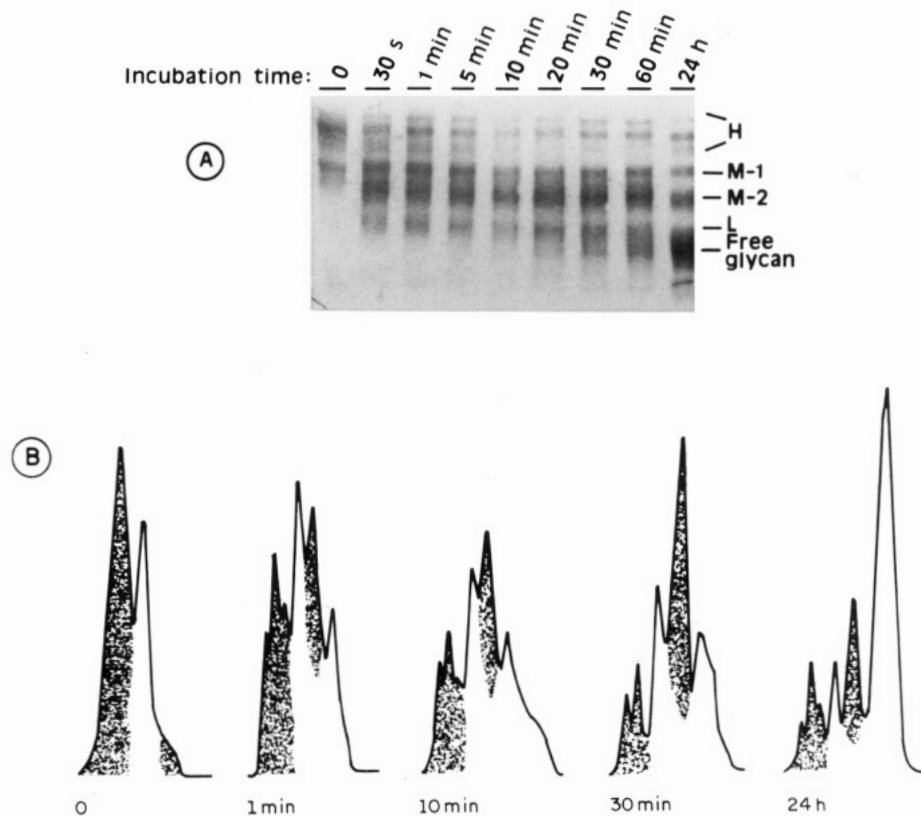 Incubation time: 0 30 s 1 min 5 min 10 min 20 min 30 min 60 min 24 h
A
H
M-1
M-2
L
Free
glycan
B
0 1 min 10 min 30 min 24 h